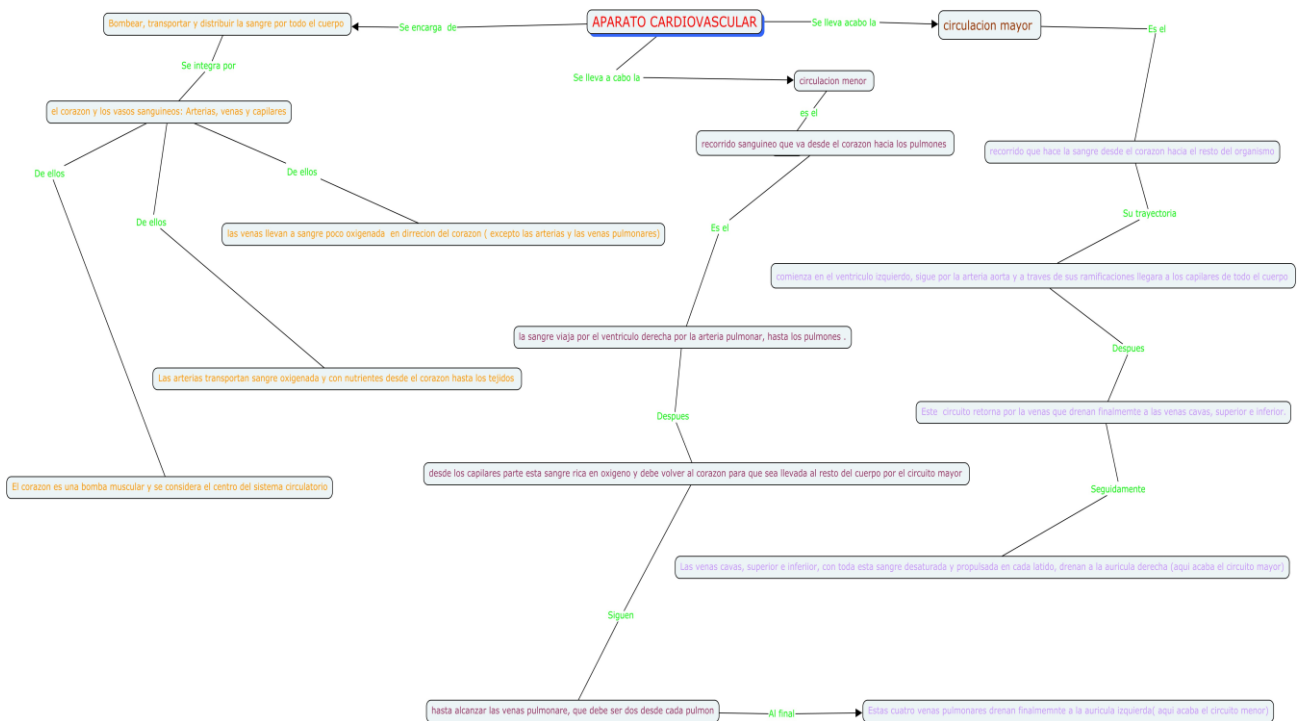 Bombear, transportar y distribuir la sangre por todo el cuerpo
Se encarga de
APARATO CARDIOVASCULAR
Se lleva acabo la
circulacion mayor
Es el
Se integra por
Se lleva a cabo la
circulacion menor
el corazon y los vasos sanguineos: Arterias, venas y capilares
es el
recorrido sanguineo que va desde el corazon hacia los pulmones
recorrido que hace la sangre desde el corazon hacia el resto del organismo
De ellos
De ellos
De ellos
Su trayectoria
las venas llevan a sangre poco oxigenada en dirrecion del corazon ( excepto las arterias y las venas pulmonares)
Es el
comienza en el ventriculo izquierdo, sigue por la arteria aorta y a traves de sus ramificaciones llegara a los capilares de todo el cuerpo
la sangre viaja por el ventriculo derecha por la arteria pulmonar, hasta los pulmones .
Despues
Las arterias transportan sangre oxigenada y con nutrientes desde el corazon hasta los tejidos
Despues
Este circuito retorna por la venas que drenan finalmemte a las venas cavas, superior e inferior.
desde los capilares parte esta sangre rica en oxigeno y debe volver al corazon para que sea llevada al resto del cuerpo por el circuito mayor
El corazon es una bomba muscular y se considera el centro del sistema circulatorio
Seguidamente
Las venas cavas, superior e inferiior, con toda esta sangre desaturada y propulsada en cada latido, drenan a la auricula derecha (aqui acaba el circuito mayor)
Siguen
hasta alcanzar las venas pulmonare, que debe ser dos desde cada pulmon
Al final
Estas cuatro venas pulmonares drenan finalmemnte a la auricula izquierda( aqui acaba el circuito menor)